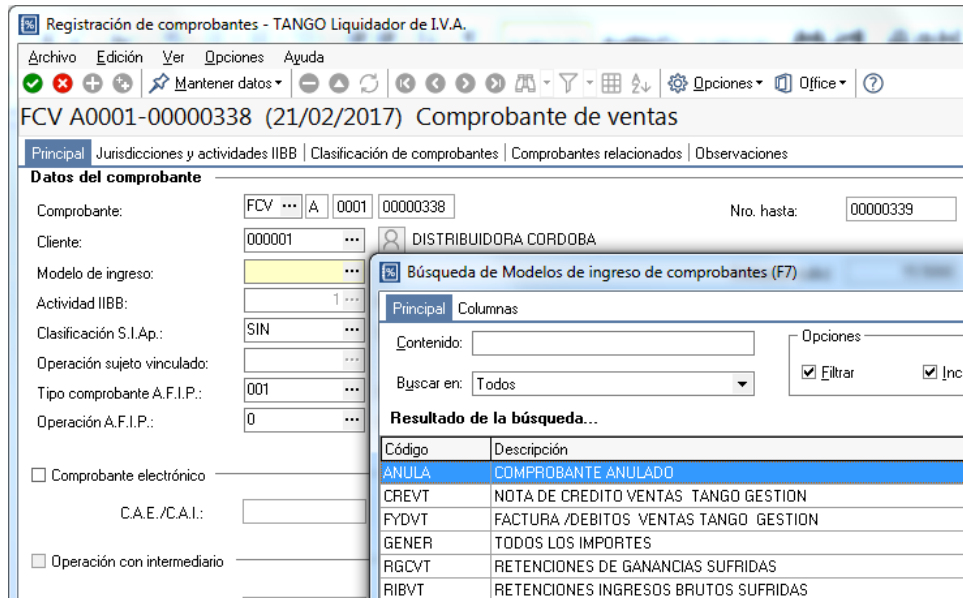 Registración de comprobantes - TANGO Liquidador de I.V.A.
Archivo Edición Ver Opciones Ayuda
Mantener datos Opciones Office
FCV A0001-00000338 (21/02/2017) Comprobante de ventas
Principal Jurisdicciones y actividades IIBB Clasificación de comprobantes Comprobantes relacionados Observaciones
Datos del comprobante
Comprobante: FCV ... A 0001 00000338 Nro. hasta: 00000339
Cliente: 000001 ... DISTRIBUIDORA CORDOBA
Modelo de ingreso: ...
Búsqueda de Modelos de ingreso de comprobantes (F7)
Actividad IIBB: 1 ...
Principal Columnas
Clasificación S.I.Ap.: SIN ...
Contenido: Opciones
Operación sujeto vinculado: ...
Filtrar Inc
Tipo comprobante A.F.I.P.: 001 ...
Buscar en: Todos
Operación A.F.I.P.: 0 ...
Resultado de la búsqueda...
Código Descripción
Comprobante electrónico
ANULA COMPROBANTE ANULADO
CREVT NOTA DE CREDITO VENTAS TANGO GESTION
C.A.E./C.A.I.:
FYDVT FACTURA /DEBITOS VENTAS TANGO GESTION
GENER TODOS LOS IMPORTES
Operación con intermediario
RGCVT RETENCIONES DE GANANCIAS SUFRIDAS
RIBVT RETENCIONES INGRESOS BRUTOS SUFRIDAS